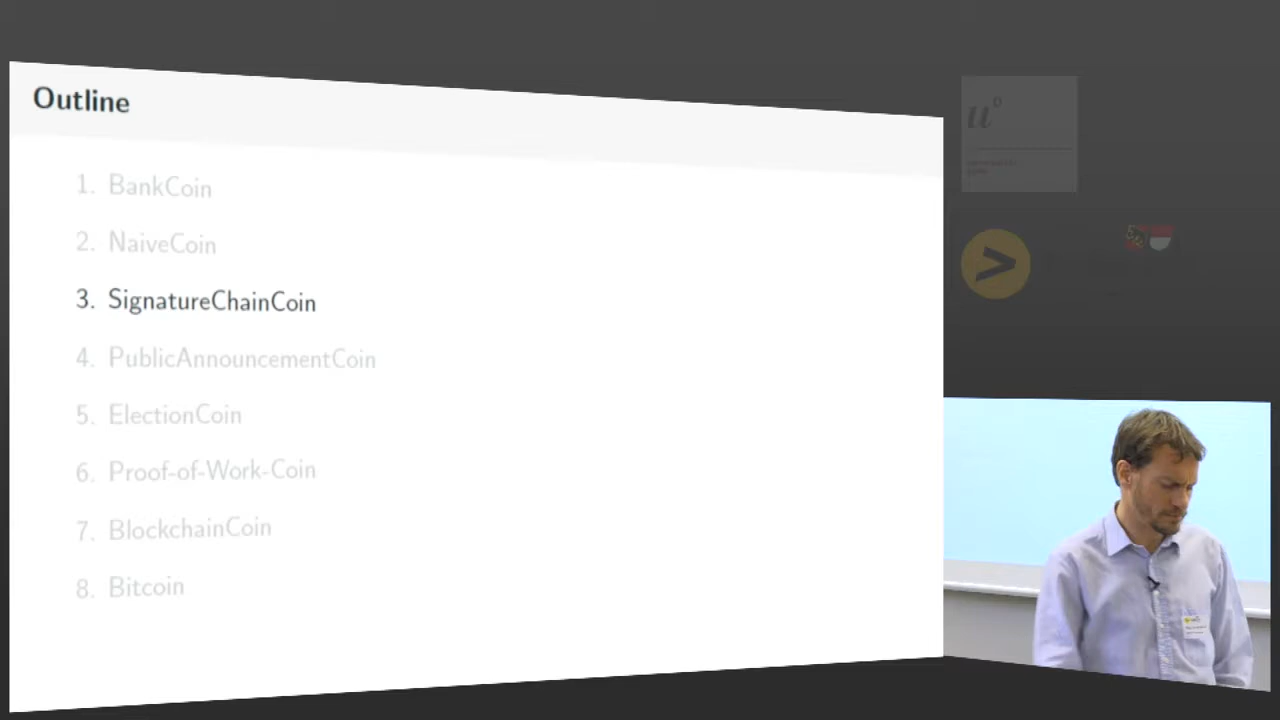 Outline
1. BankCoin
2. NaiveCoin
3. SignatureChainCoin
4. PublicAnnouncementCoin
5. ElectionCoin
6. Proof-of-Work-Coin
7. BlockchainCoin
8. Bitcoin
u
b